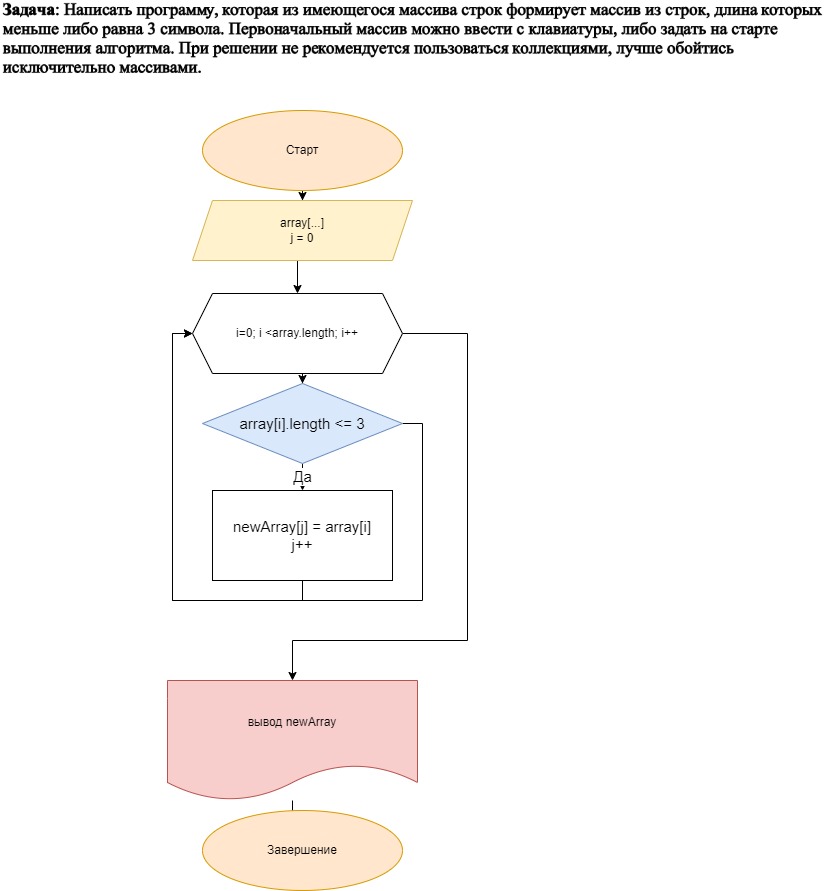 Задача: Написать программу, которая из имеющегося массива строк формирует массив из строк, длина которых
меньше либо равна 3 символа. Первоначальный массив можно ввести с клавиатуры, либо задать на старте
выполнения алгоритма. При решении не рекомендуется пользоваться коллекциями, лучше обойтись
исключительно массивами.
Старт
array[...]
j = 0
i=0; i <array.length; i++
array[i].length <= 3
Да
newArray[j] = array[i]
j++
вывод newArray
Завершение